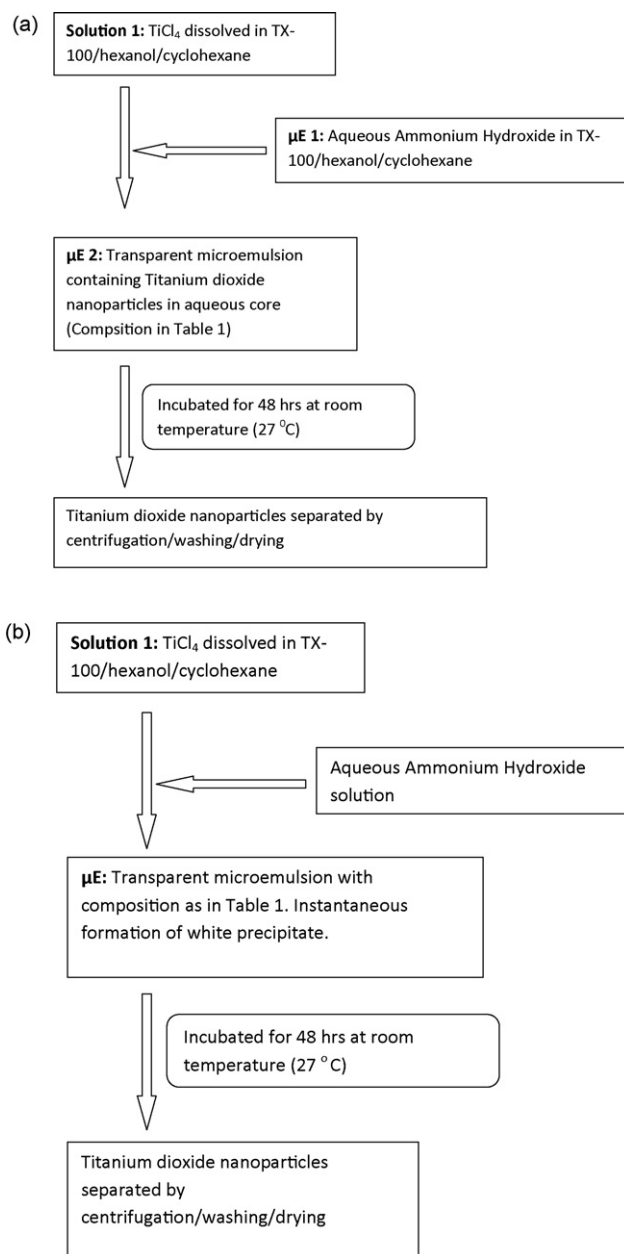 (a)
Solution 1: TiCl₄ dissolved in TX-
100/hexanol/cyclohexane
µE 1: Aqueous Ammonium Hydroxide in TX-
100/hexanol/cyclohexane
µE 2: Transparent microemulsion
containing Titanium dioxide
nanoparticles in aqueous core
(Compsition in Table 1)
Incubated for 48 hrs at room
temperature (27 ⁰C)
Titanium dioxide nanoparticles separated by
centrifugation/washing/drying
(b)
Solution 1: TiCl₄ dissolved in TX-
100/hexanol/cyclohexane
Aqueous Ammonium Hydroxide
solution
µE: Transparent microemulsion with
composition as in Table 1. Instantaneous
formation of white precipitate.
Incubated for 48 hrs at room
temperature (27 ᵒ C)
Titanium dioxide nanoparticles
separated by
centrifugation/washing/drying